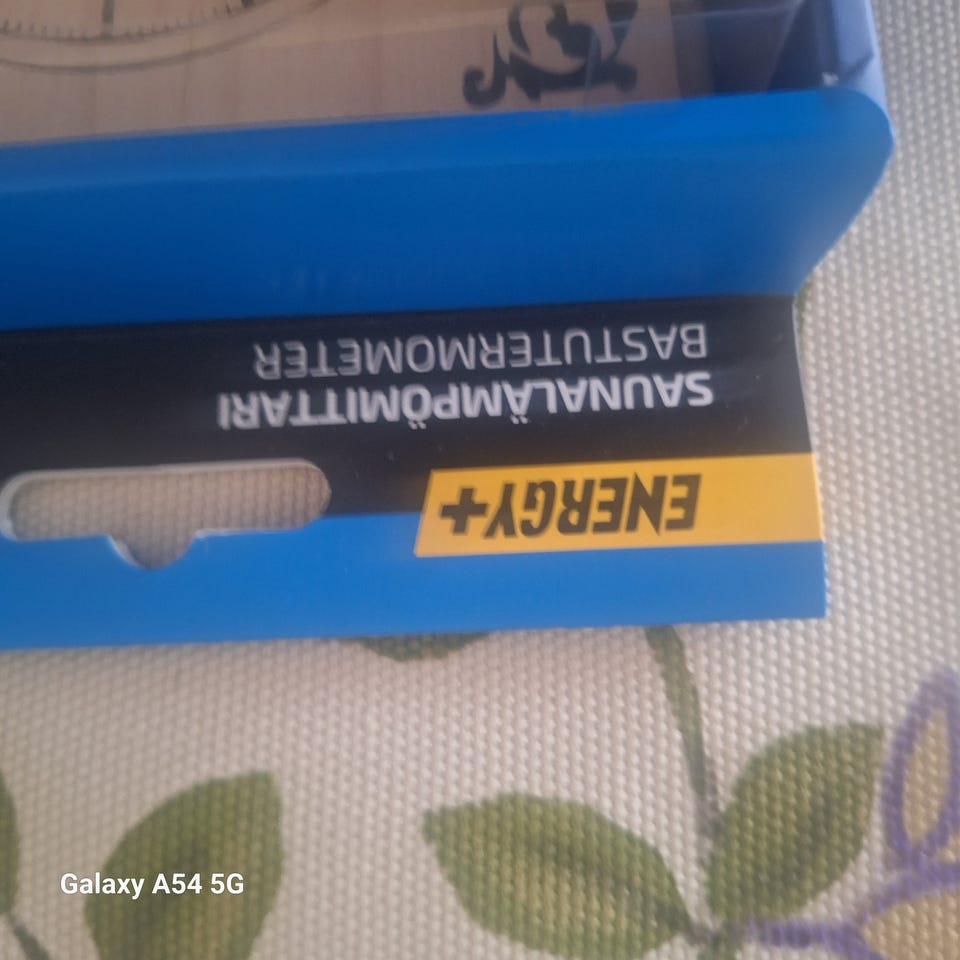 ENERGY+
SAUNALÄMPÖMITTARI
BASTUTERMOMETER
Galaxy A54 5G